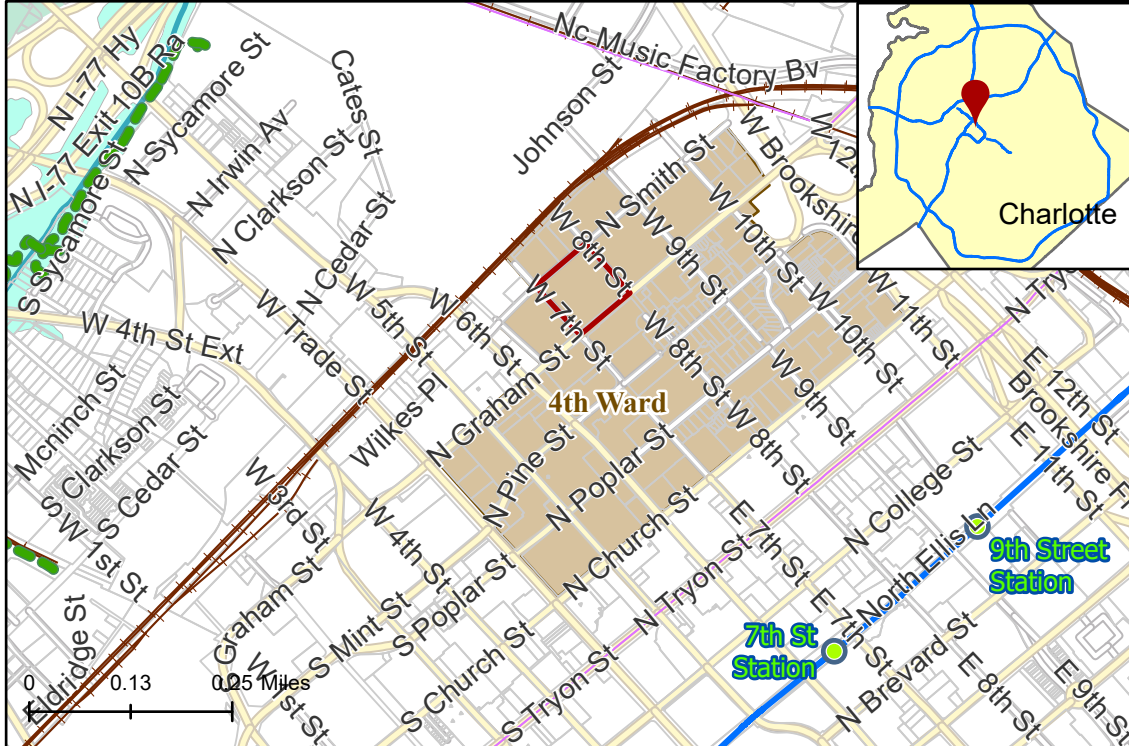 Nc Music Factory Bv
N I-77 Hy
N I-77 Exit 10B Ra
N Sycamore St
Cates St
Johnson St
N Irwin Av
N Clarkson St
N Cedar St
S Sycamore St
W Brookshire
W 12th
N Smith St
W 10th St
W 9th St
W 8th St
W 7th St
W 10th St
W 11th St
N Tryon
Charlotte
W 4th St Ext
W Trade St
W 5th St
W 6th St
Wilkes Pl
N Graham St
W 8th St
W 9th St
W 8th St
4th Ward
N Pine St
N Poplar St
N Church St
Mcninch St
S Clarkson St
S Cedar St
S
W 1st St
W 3rd St
W 4th St
E 12th St
Brookshire
E 11th St
N College St
North Ellis Ln
9th Street
Station
E 7th St
N Tryon St
7th St
Station
E 7th St
N Brevard St
E 8th St
E 9th St
Eldridge St
S Graham St
S Mint St
S Poplar St
S Church St
S Tryon St
W 1st St
0 0.13 0.25 Miles